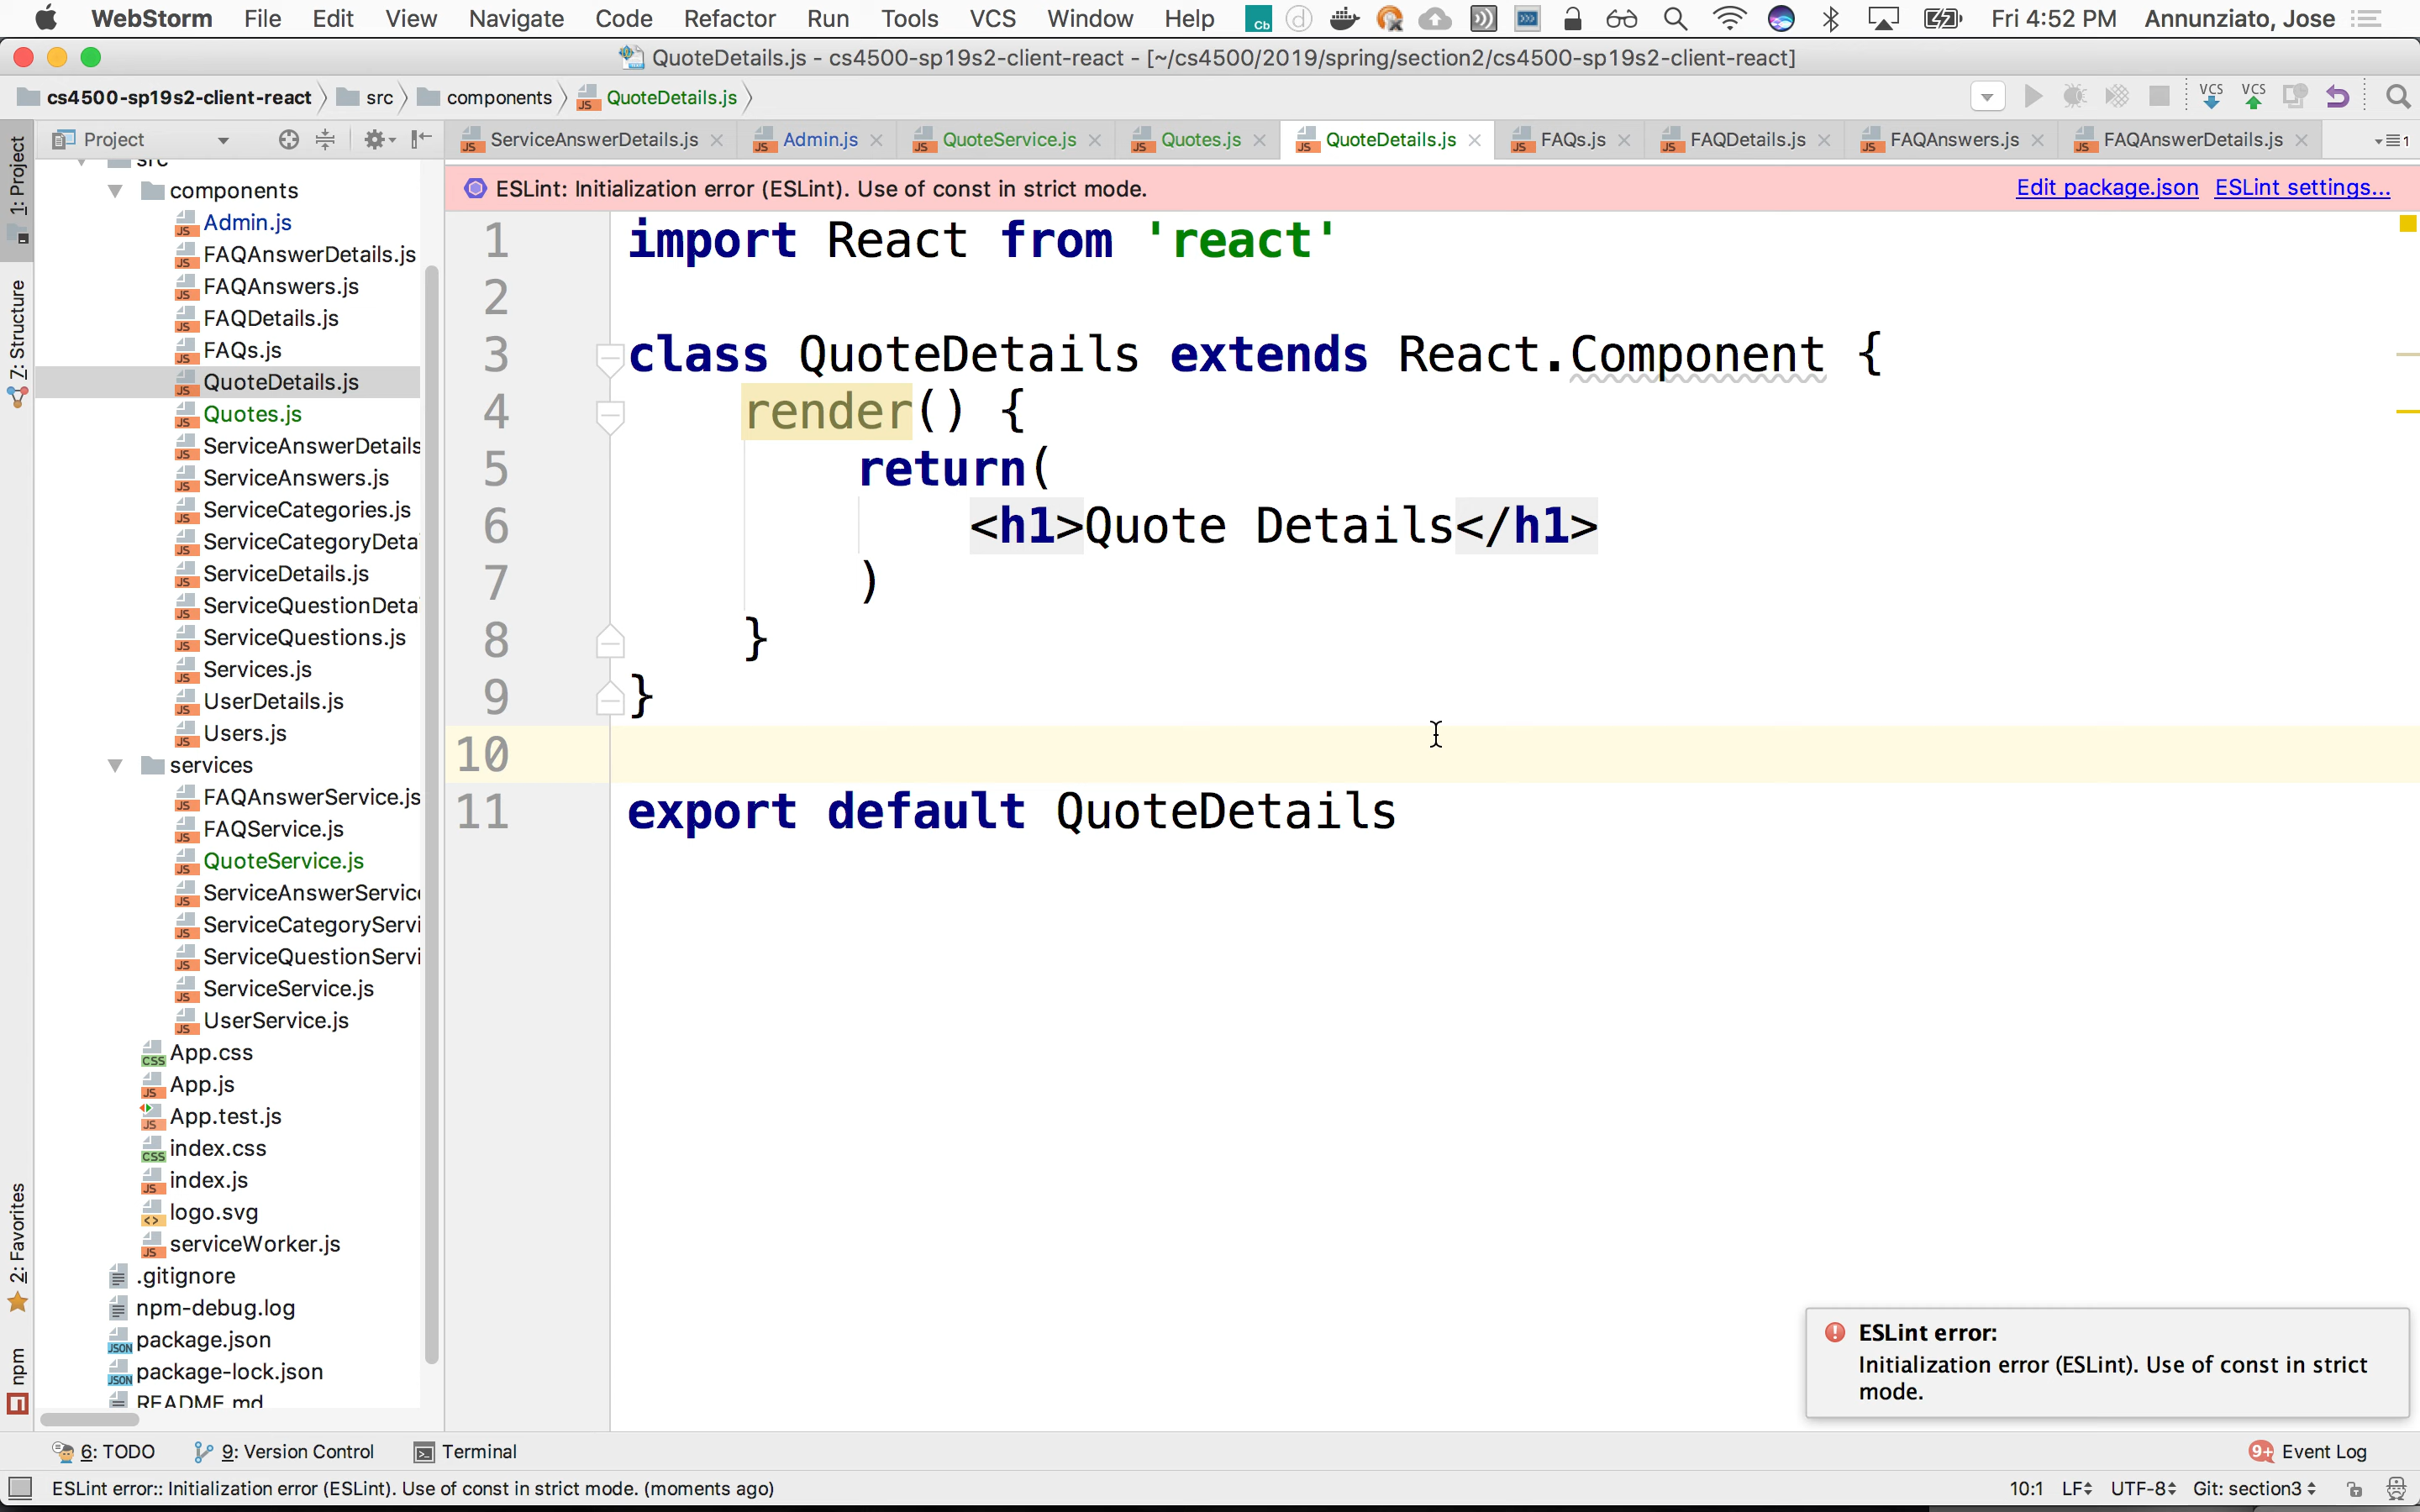 WebStorm File Edit View Navigate Code Refactor Run Tools VCS Window Help Cb d Fri 4:52 PM Annunziato, Jose
QuoteDetails.js - cs4500-sp19s2-client-react - [~/cs4500/2019/spring/section2/cs4500-sp19s2-client-react]
cs4500-sp19s2-client-react src components QuoteDetails.js VCS VCS
Project ServiceAnswerDetails.js Admin.js QuoteService.js Quotes.js QuoteDetails.js FAQs.js FAQDetails.js FAQAnswers.js FAQAnswerDetails.js 1
1: Project
7: Structure
2: Favorites
npm
src
components
Admin.js
FAQAnswerDetails.js
FAQAnswers.js
FAQDetails.js
FAQs.js
QuoteDetails.js
Quotes.js
ServiceAnswerDetails
ServiceAnswers.js
ServiceCategories.js
ServiceCategoryDeta
ServiceDetails.js
ServiceQuestionDeta
ServiceQuestions.js
Services.js
UserDetails.js
Users.js
services
FAQAnswerService.js
FAQService.js
QuoteService.js
ServiceAnswerServic
ServiceCategoryServi
ServiceQuestionServi
ServiceService.js
UserService.js
App.css
App.js
App.test.js
index.css
index.js
logo.svg
serviceWorker.js
.gitignore
npm-debug.log
package.json
package-lock.json
README.md
ESLint: Initialization error (ESLint). Use of const in strict mode. Edit package.json ESLint settings...
1 import React from 'react'
2
3 class QuoteDetails extends React.Component {
4 render() {
5 return(
6 <h1>Quote Details</h1>
7 )
8 }
9 }
10
11 export default QuoteDetails
ESLint error:
Initialization error (ESLint). Use of const in strict
mode.
6: TODO 9: Version Control Terminal 9+ Event Log
ESLint error:: Initialization error (ESLint). Use of const in strict mode. (moments ago) 10:1 LF UTF-8 Git: section3